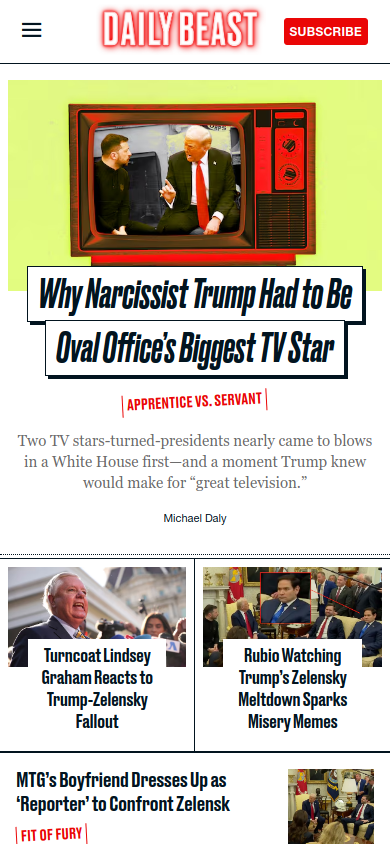 DAILY BEAST
SUBSCRIBE
Why Narcissist Trump Had to Be
Oval Office's Biggest TV Star
APPRENTICE VS. SERVANT
Two TV stars-turned-presidents nearly came to blows
in a White House first—and a moment Trump knew
would make for “great television.”
Michael Daly
Turncoat Lindsey
Graham Reacts to
Trump-Zelensky
Fallout
Rubio Watching
Trump’s Zelensky
Meltdown Sparks
Misery Memes
MTG’s Boyfriend Dresses Up as
‘Reporter’ to Confront Zelensk
FIT OF FURY